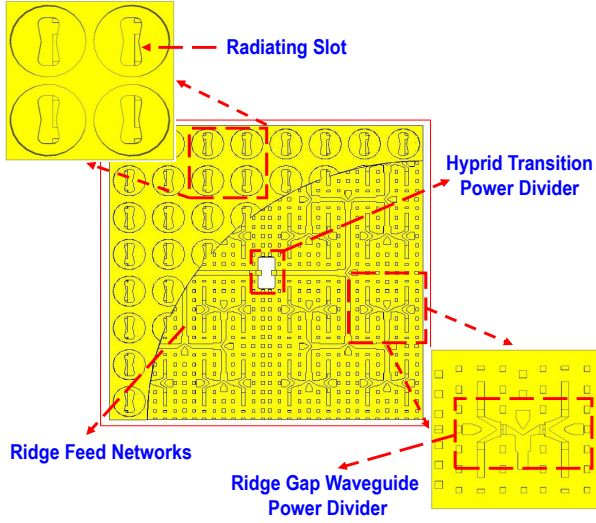 Radiating Slot
Hyprid Transition
Power Divider
Ridge Feed Networks
Ridge Gap Waveguide
Power Divider